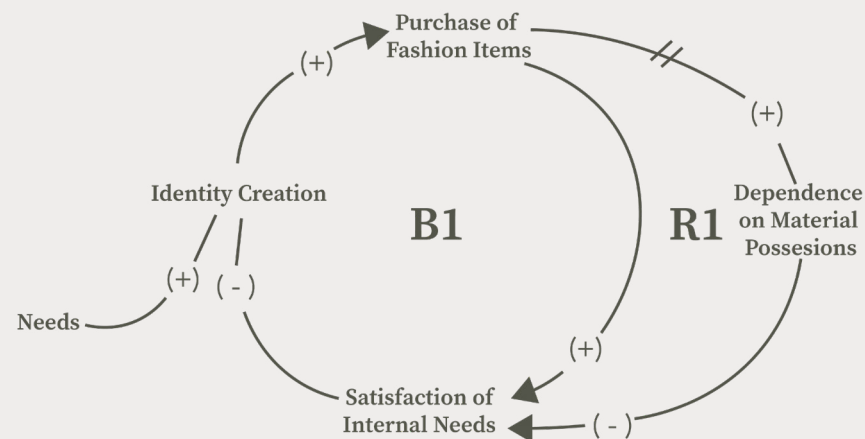 Purchase of
Fashion Items
(+)
(+)
Identity Creation
Dependence
on Material
Possesions
B1
R1
(+)
( - )
Needs
(+)
Satisfaction of
Internal Needs
( - )